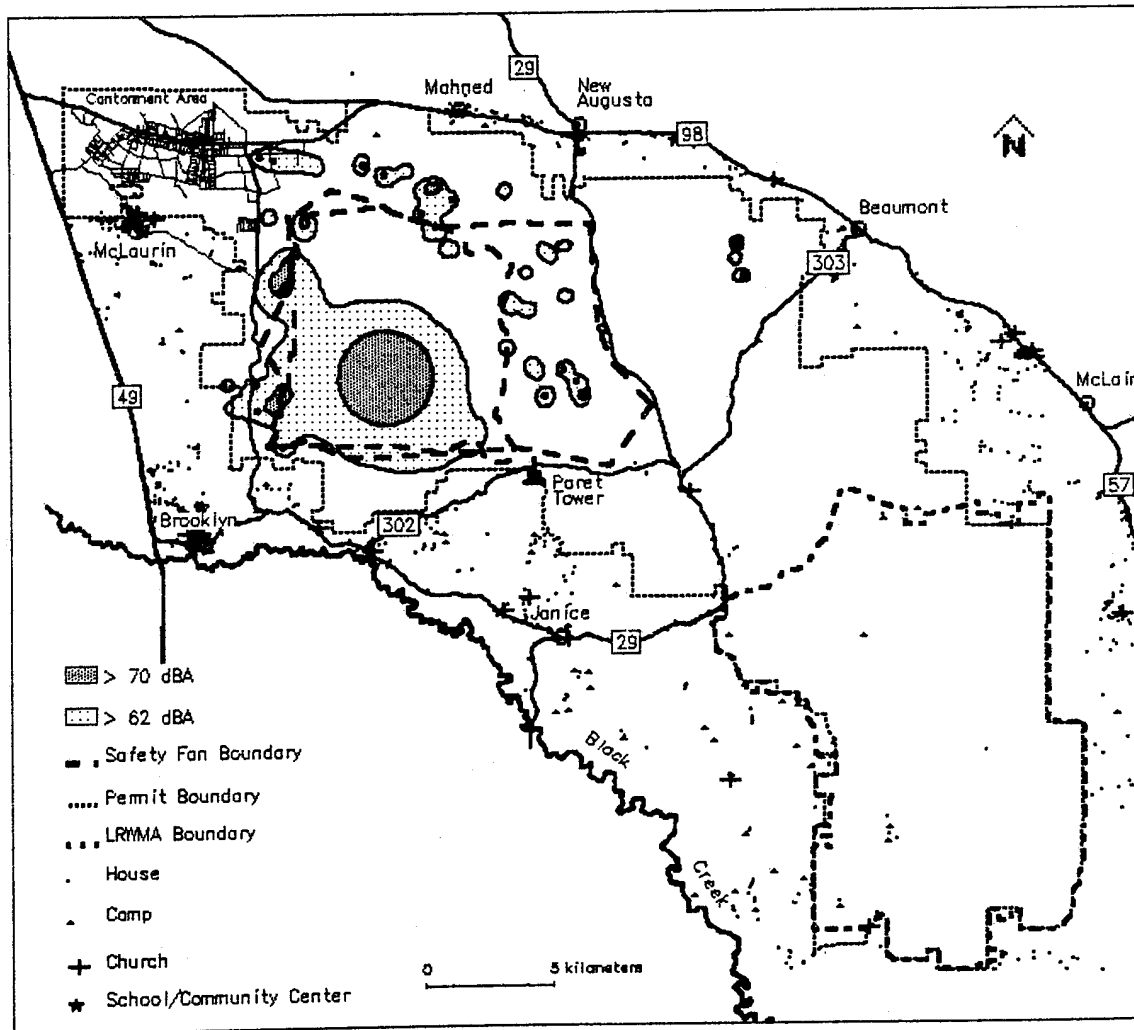 29
Mahned
New
Augusta
Cantonment Area
98
N
McLaurin
Beaumont
303
49
McLain
Paret
Tower
57
Brooklyn
302
Janice
29
> 70 dBA
> 62 dBA
Safety Fan Boundary
Black
Permit Boundary
LRWMA Boundary
House
Creek
Camp
Church
0 5 kilometers
School/Community Center